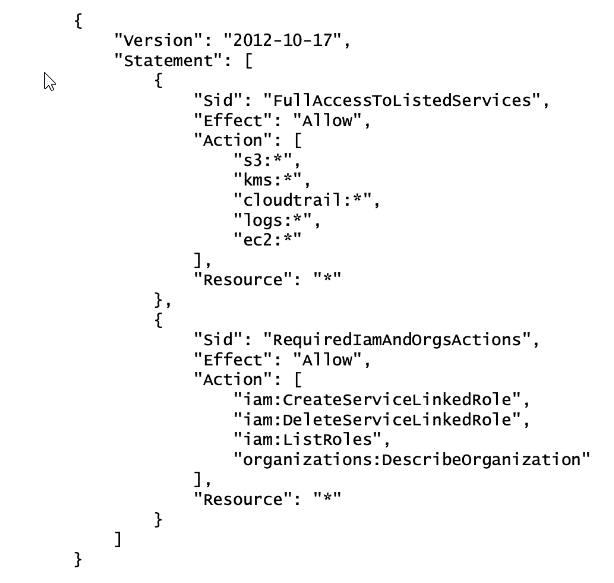 {
    "Version": "2012-10-17",
    "Statement": [
        {
            "Sid": "FullAccessToListedServices",
            "Effect": "Allow",
            "Action": [
                "s3:*",
                "kms:*",
                "cloudtrail:*",
                "logs:*",
                "ec2:*"
            ],
            "Resource": "*"
        },
        {
            "Sid": "RequiredIamAndOrgsActions",
            "Effect": "Allow",
            "Action": [
                "iam:CreateServiceLinkedRole",
                "iam:DeleteServiceLinkedRole",
                "iam:ListRoles",
                "organizations:DescribeOrganization"
            ],
            "Resource": "*"
        }
    ]
}